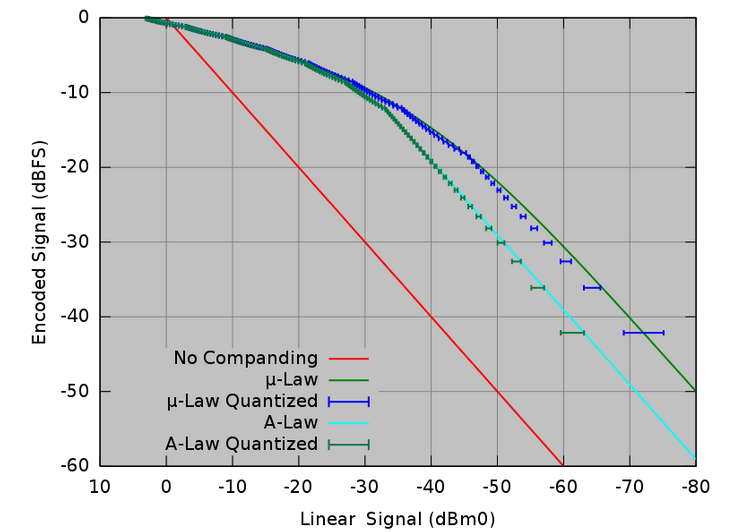 0
-10
-20
-30
-40
-50
-60
Encoded Signal (dBFS)
No Companding
µ-Law
µ-Law Quantized
A-Law
A-Law Quantized
10 0 -10 -20 -30 -40 -50 -60 -70 -80
Linear Signal (dBm0)